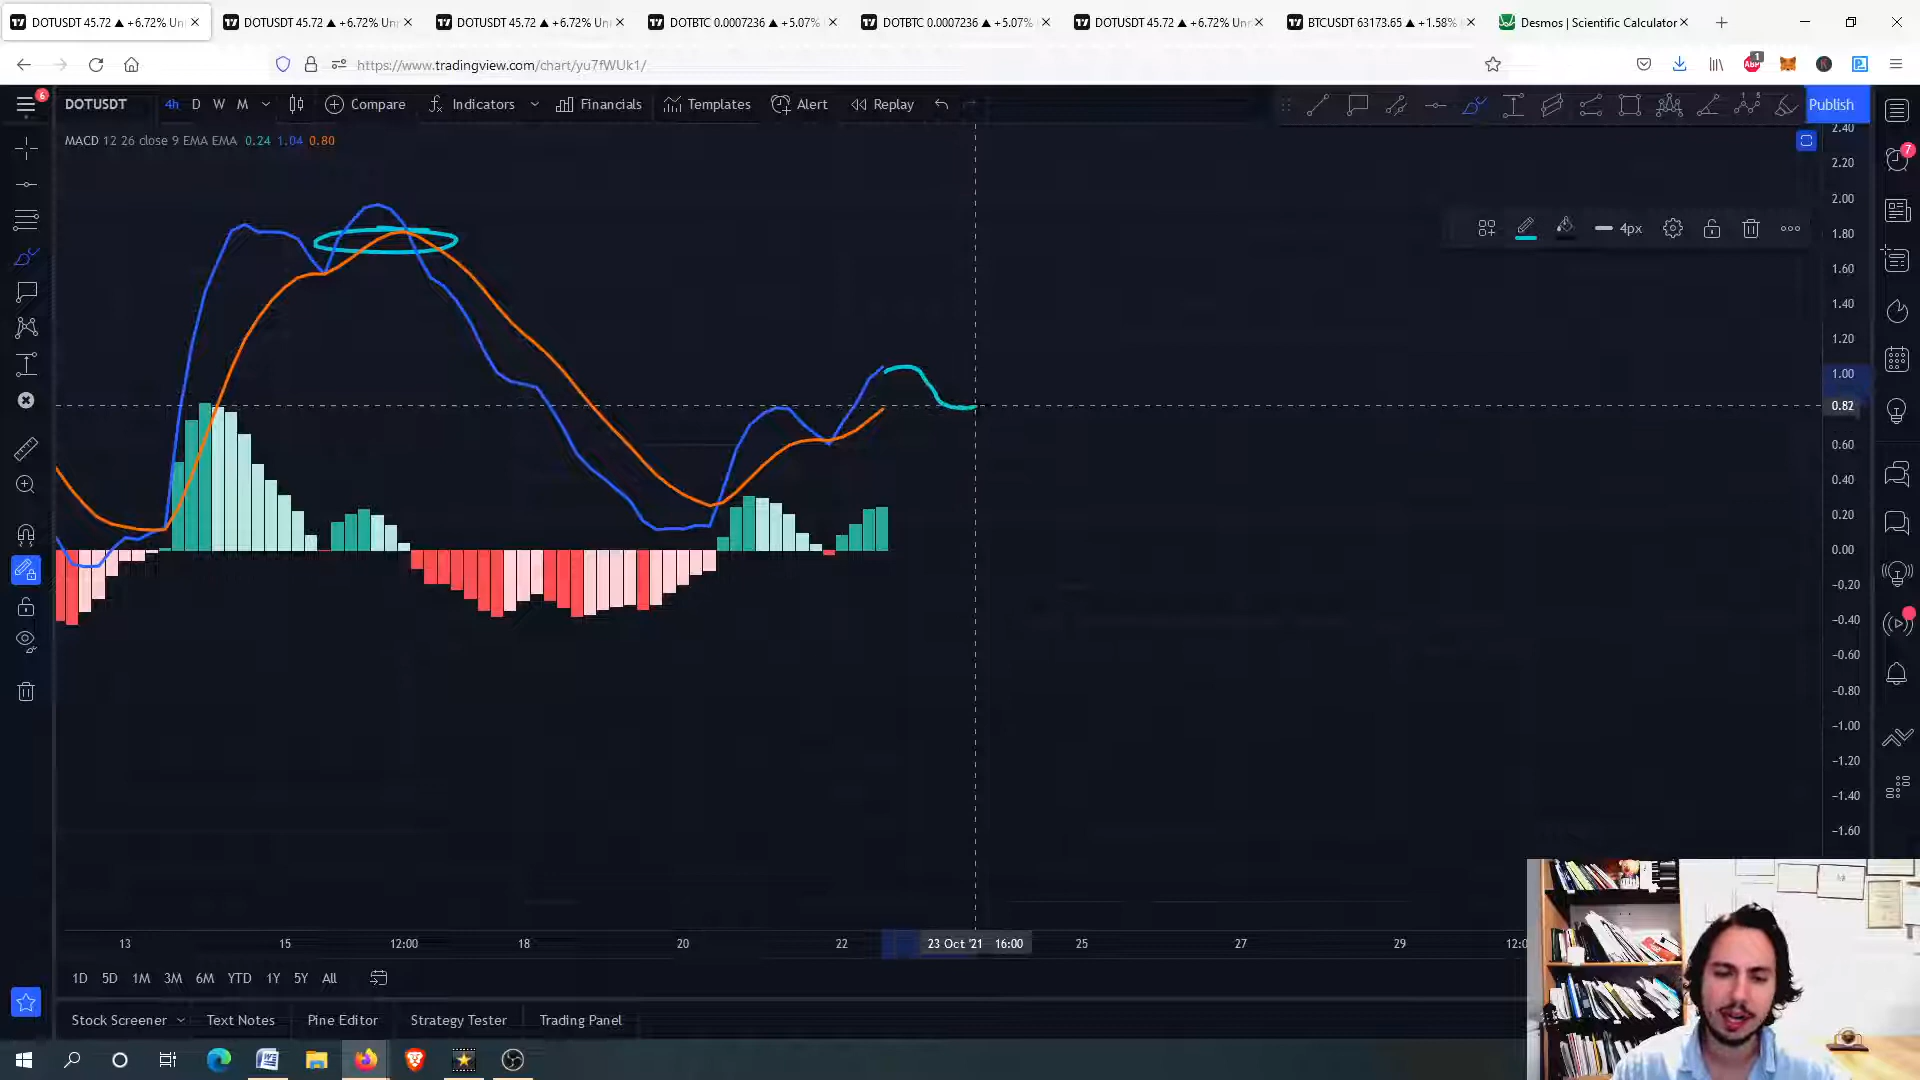 DOTUSDT 45.72 ▲ +6.72% Un
DOTUSDT 45.72 ▲ +6.72% Un
DOTUSDT 45.72 ▲ +6.72% Un
DOTBTC 0.0007236 ▲ +5.07%
DOTBTC 0.0007236 ▲ +5.07%
DOTUSDT 45.72 ▲ +6.72% Un
BTCUSDT 63173.65 ▲ +1.58%
Desmos | Scientific Calculator
https://www.tradingview.com/chart/yu7fWUk1/
ABP 1
6
DOTUSDT 4h D W M Compare Indicators Financials Templates Alert Replay Publish
MACD 12 26 close 9 EMA EMA 0.24 1.04 0.80
4px
7
2.40
2.20
2.00
1.80
1.60
1.40
1.20
1.00
0.82
0.60
0.40
0.20
0.00
−0.20
−0.40
−0.60
−0.80
−1.00
−1.20
−1.40
−1.60
13 15 12:00 18 20 22 23 Oct '21 16:00 25 27 29 12:0
1D 5D 1M 3M 6M YTD 1Y 5Y All
Stock Screener Text Notes Pine Editor Strategy Tester Trading Panel